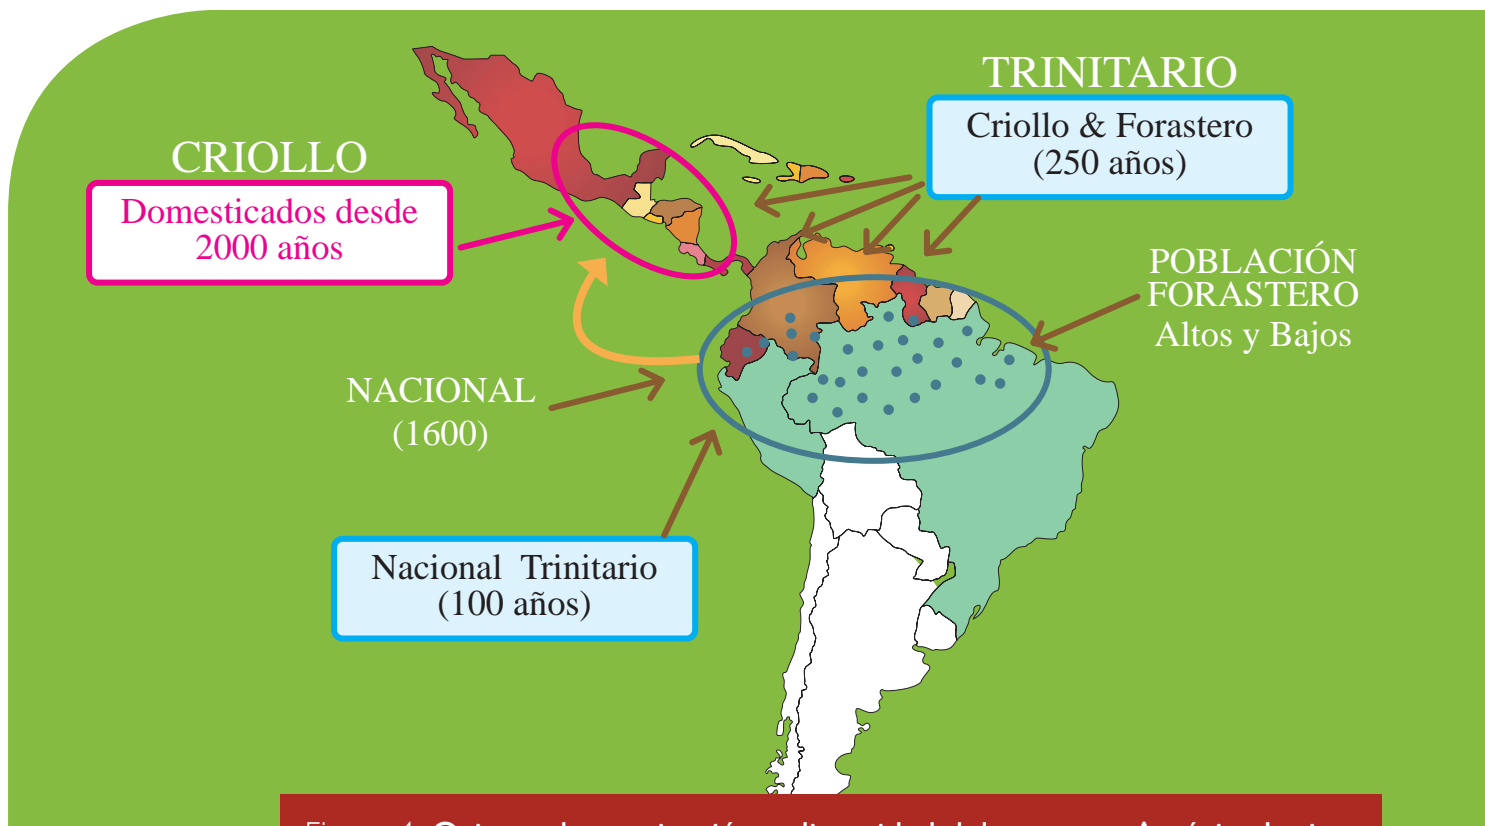 TRINITARIO
Criollo & Forastero
(250 años)
CRIOLLO
Domesticados desde
2000 años
POBLACIÓN
FORASTERO
Altos y Bajos
NACIONAL
(1600)
Nacional Trinitario
(100 años)